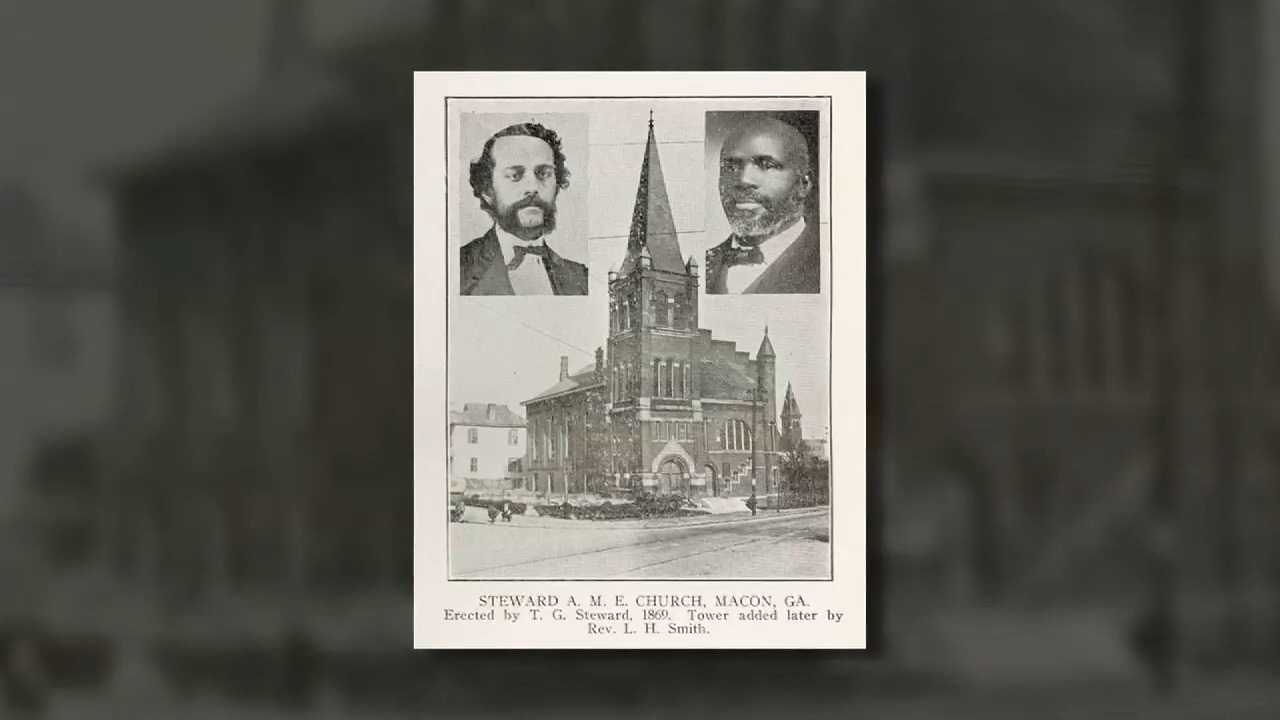 STEWARD A. M. E. CHURCH, MACON, GA.
Erected by T. G. Steward, 1869. Tower added later by
Rev. L. H. Smith.